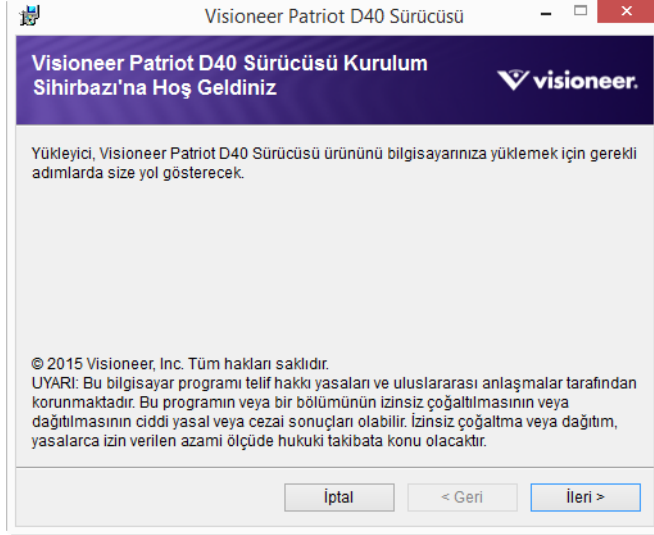 Visioneer Patriot D40 Sürücüsü
Visioneer Patriot D40 Sürücüsü Kurulum
Sihirbazı'na Hoş Geldiniz
visioneer.
Yükleyici, Visioneer Patriot D40 Sürücüsü ürününü bilgisayarınıza yüklemek için gerekli
adımlarda size yol gösterecek.
© 2015 Visioneer, Inc. Tüm hakları saklıdır.
UYARI: Bu bilgisayar programı telif hakkı yasaları ve uluslararası anlaşmalar tarafından
korunmaktadır. Bu programın veya bir bölümünün izinsiz çoğaltılmasının veya
dağıtılmasının ciddi yasal veya cezai sonuçları olabilir. İzinsiz çoğaltma veya dağıtım,
yasalarca izin verilen azami ölçüde hukuki takibata konu olacaktır.
İptal
< Geri
İleri >